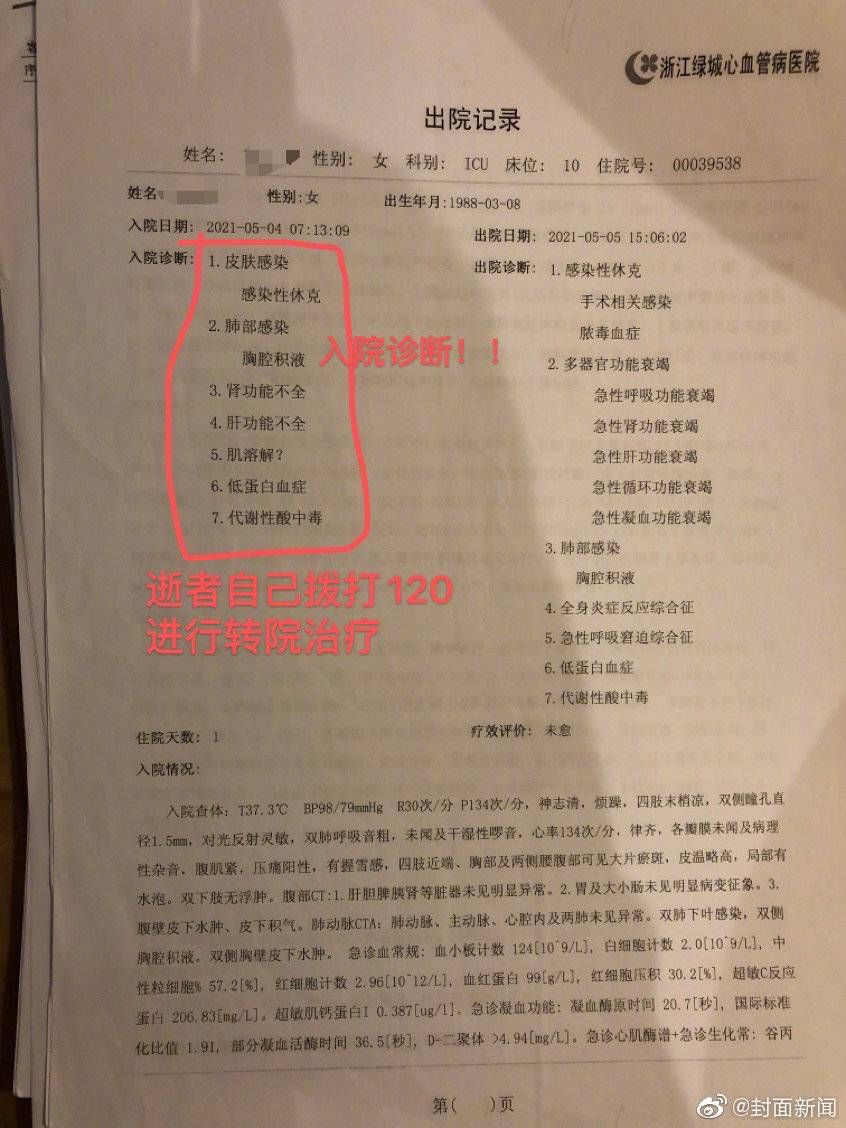 浙江绿城心血管病医院
出院记录
姓名: 性别: 女 科别: ICU 床位: 10 住院号: 00039538
姓名 性别:女 出生年月:1988-03-08
入院日期: 2021-05-04 07:13:09 出院日期: 2021-05-05 15:06:02
入院诊断: 1.皮肤感染
感染性休克
2.肺部感染
胸腔积液
3.肾功能不全
4.肝功能不全
5.肌溶解?
6.低蛋白血症
7.代谢性酸中毒
入院诊断!!
逝者自己拨打120
进行转院治疗
出院诊断: 1.感染性休克
手术相关感染
脓毒血症
2.多器官功能衰竭
急性呼吸功能衰竭
急性肾功能衰竭
急性肝功能衰竭
急性循环功能衰竭
急性凝血功能衰竭
3.肺部感染
胸腔积液
4.全身炎症反应综合征
5.急性呼吸窘迫综合征
6.低蛋白血症
7.代谢性酸中毒
住院天数: 1 疗效评价: 未愈
入院情况:
入院查体: T37.3℃ BP98/79mmHg R30次/分 P134次/分, 神志清, 烦躁, 四肢末梢凉, 双侧瞳孔直
径1.5mm, 对光反射灵敏, 双肺呼吸音粗, 未闻及干湿性啰音, 心率134次/分, 律齐, 各瓣膜未闻及病理
性杂音, 腹肌紧, 压痛阳性, 有握雪感, 四肢近端、胸部及两侧腰腹部可见大片瘀斑, 皮温略高, 局部有
水泡。双下肢无浮肿。腹部CT:1.肝胆脾胰肾等脏器未见明显异常。2.胃及大小肠未见明显病变征象。3.
腹壁皮下水肿、皮下积气。肺动脉CTA: 肺动脉、主动脉、心腔内及两肺未见异常。双肺下叶感染, 双侧
胸腔积液。双侧胸壁皮下水肿。 急诊血常规: 血小板计数 124[10^9/L], 白细胞计数 2.0[10^9/L], 中
性粒细胞% 57.2[%], 红细胞计数 2.96[10^12/L], 血红蛋白 99[g/L], 红细胞压积 30.2[%], 超敏C反应
蛋白 206.83[mg/L]。超敏肌钙蛋白I 0.387[ug/l]。急诊凝血功能: 凝血酶原时间 20.7[秒], 国际标准
化比值 1.91, 部分凝血活酶时间 36.5[秒], D-二聚体 >4.94[mg/L]。急诊心肌酶谱+急诊生化常: 谷丙
第( )页
@封面新闻